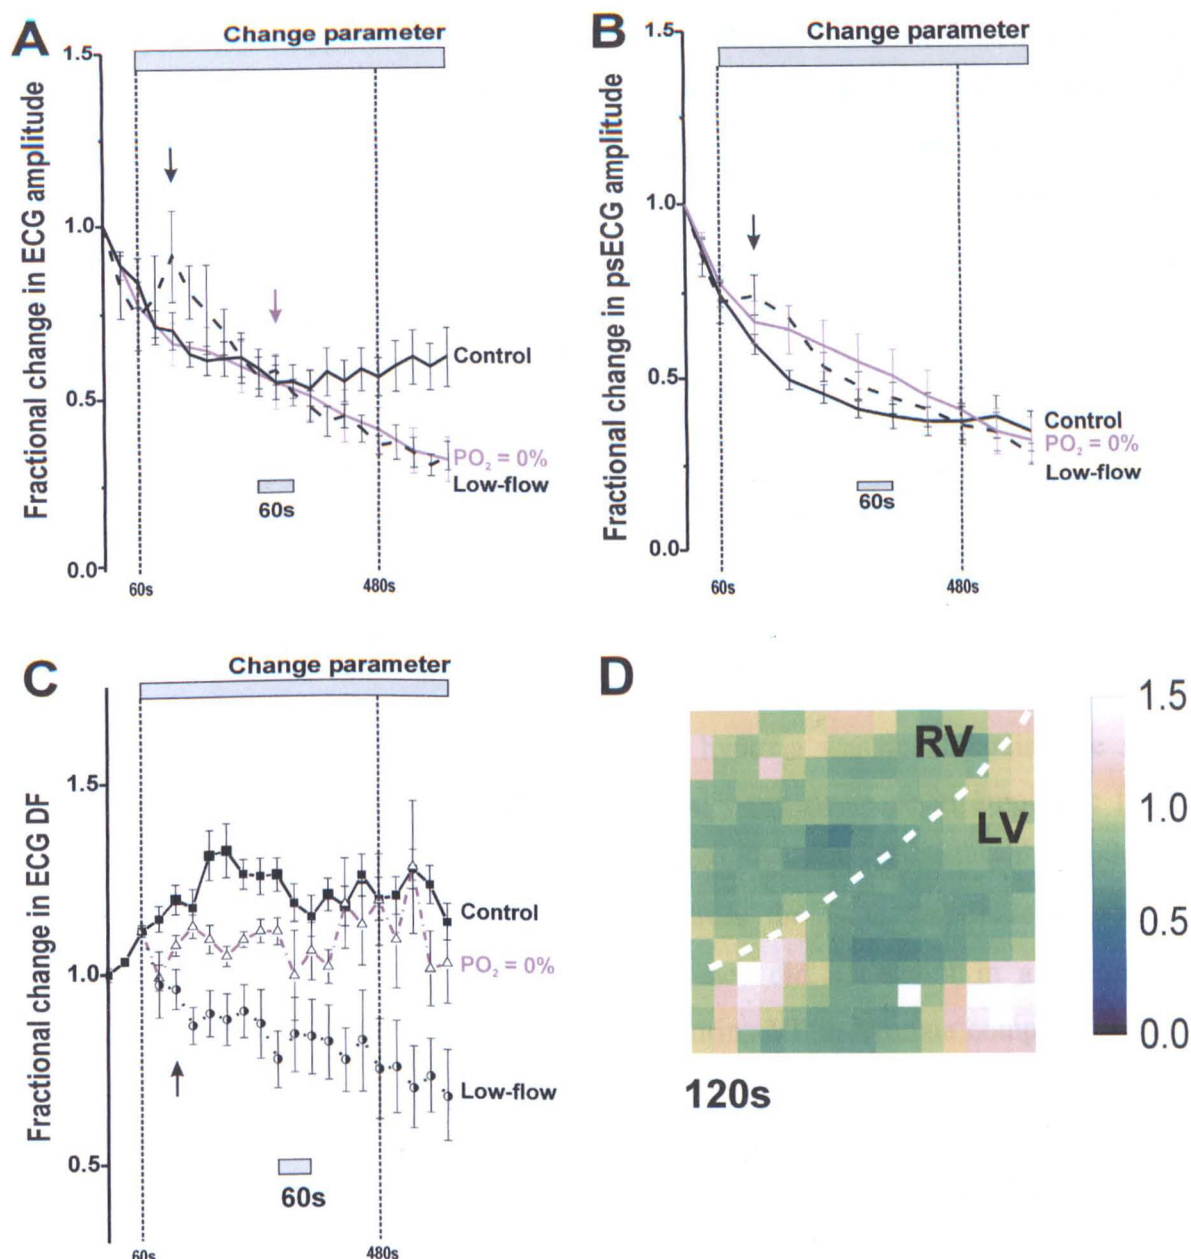 A
Change parameter
1.5
1.0
0.5
0.0
Fractional change in ECG amplitude
Control
PO₂ = 0%
Low-flow
60s
60s
480s
B
Change parameter
1.5
1.0
0.5
0.0
Fractional change in psECG amplitude
Control
PO₂ = 0%
Low-flow
60s
60s
480s
C
Change parameter
1.5
1.0
0.5
Fractional change in ECG DF
Control
PO₂ = 0%
Low-flow
60s
60s
480s
D
RV
LV
120s
1.5
1.0
0.5
0.0